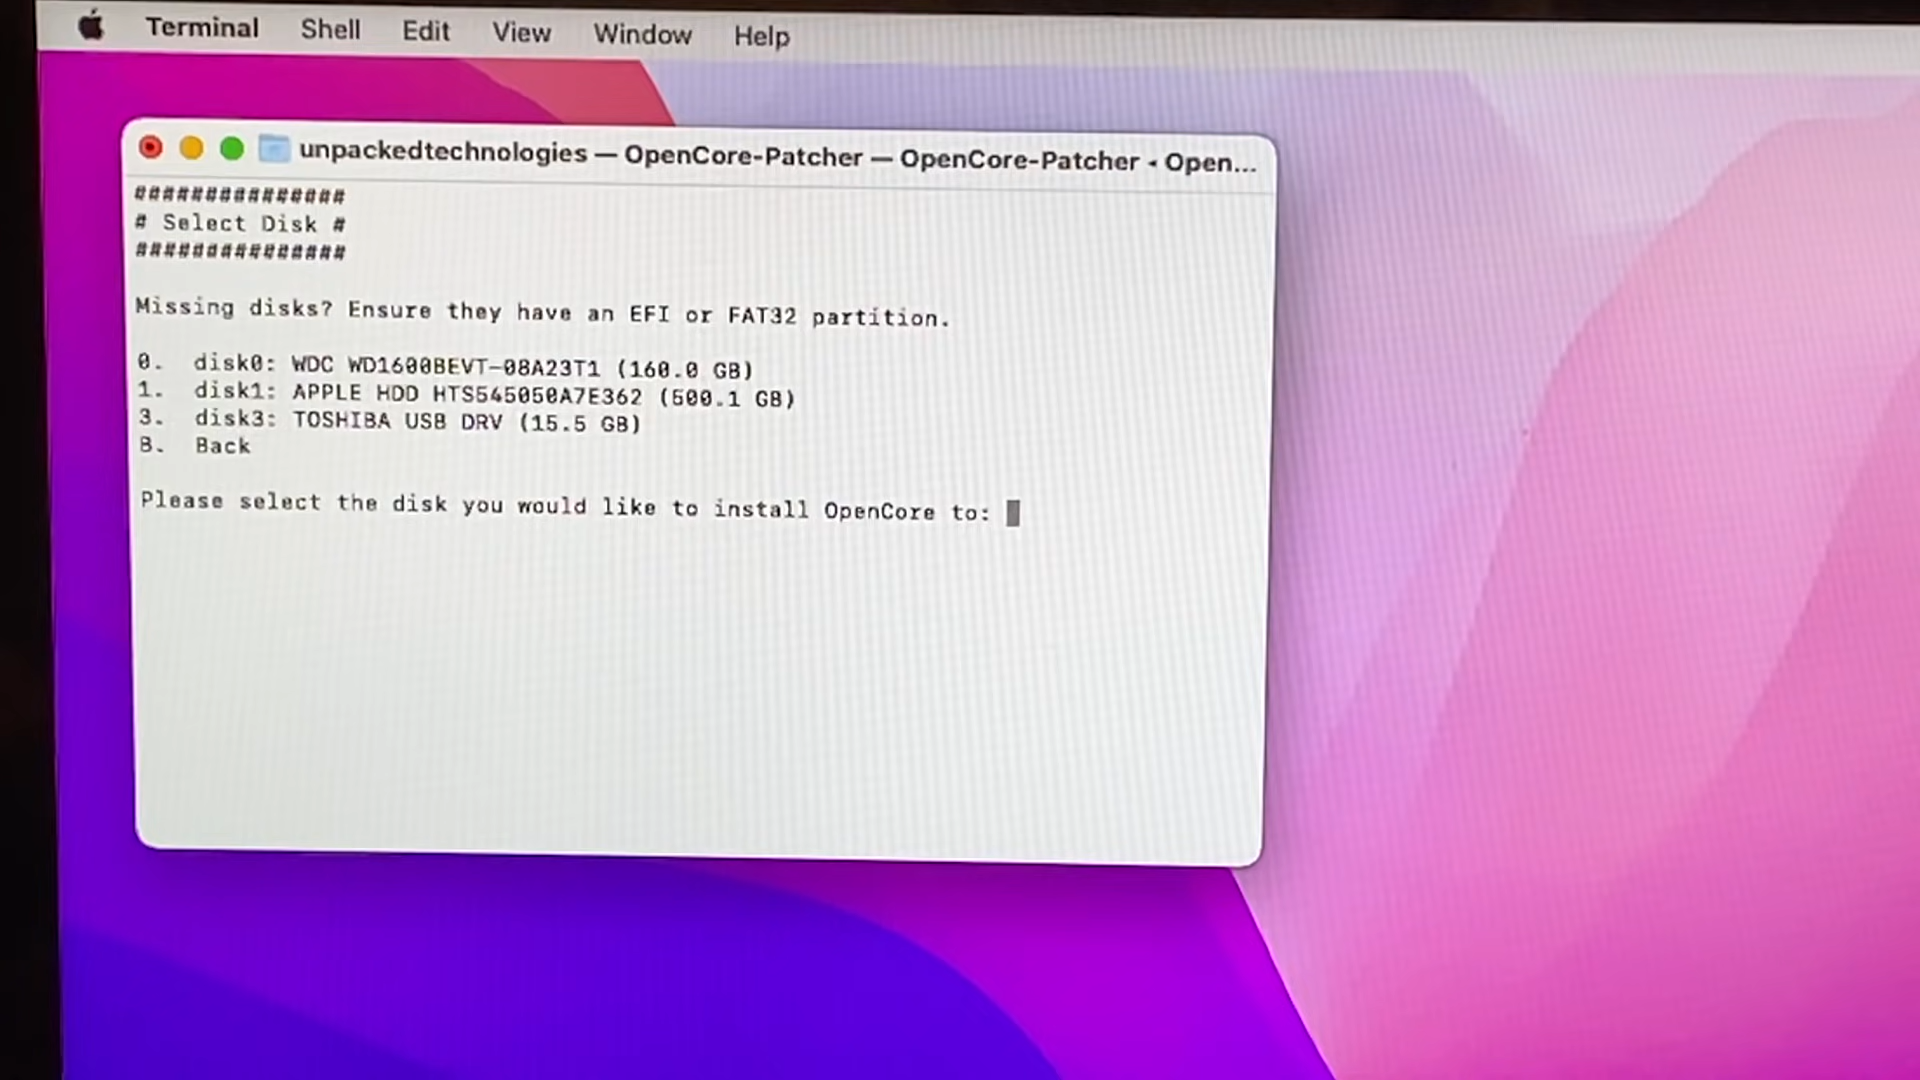 Terminal Shell Edit View Window Help
unpackedtechnologies — OpenCore-Patcher — OpenCore-Patcher ◂ Open...
###############
# Select Disk #
###############
Missing disks? Ensure they have an EFI or FAT32 partition.
0. disk0: WDC WD1600BEVT-08A23T1 (160.0 GB)
1. disk1: APPLE HDD HTS545050A7E362 (500.1 GB)
3. disk3: TOSHIBA USB DRV (15.5 GB)
B. Back
Please select the disk you would like to install OpenCore to: